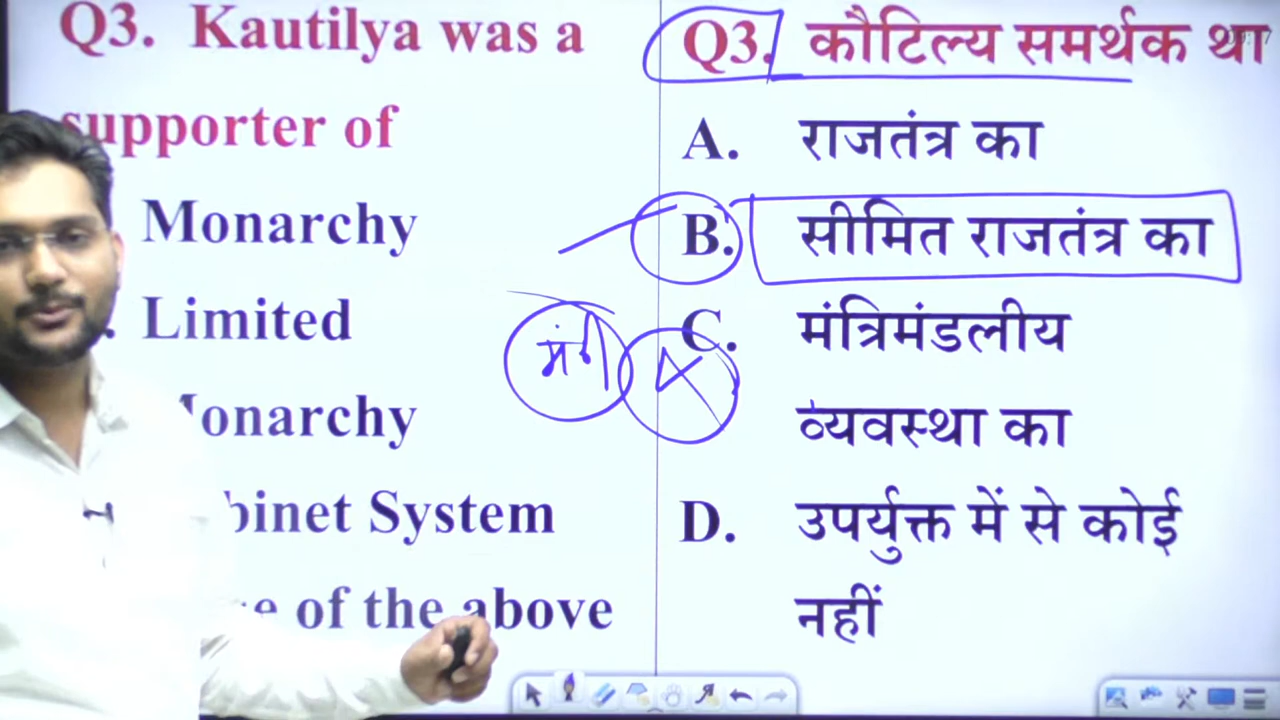 Q3. Kautilya was a
supporter of
Monarchy
Limited
Monarchy
binet System
of the above
Q3. कौटिल्य समर्थक था
A. राजतंत्र का
B. सीमित राजतंत्र का
C. मंत्रिमंडलीय
व्यवस्था का
D. उपर्युक्त में से कोई
नहीं